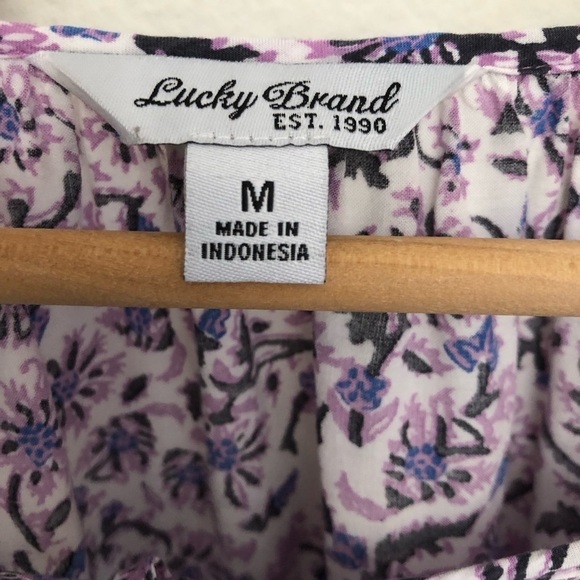 Lucky Brand
EST. 1990
M
MADE IN
INDONESIA